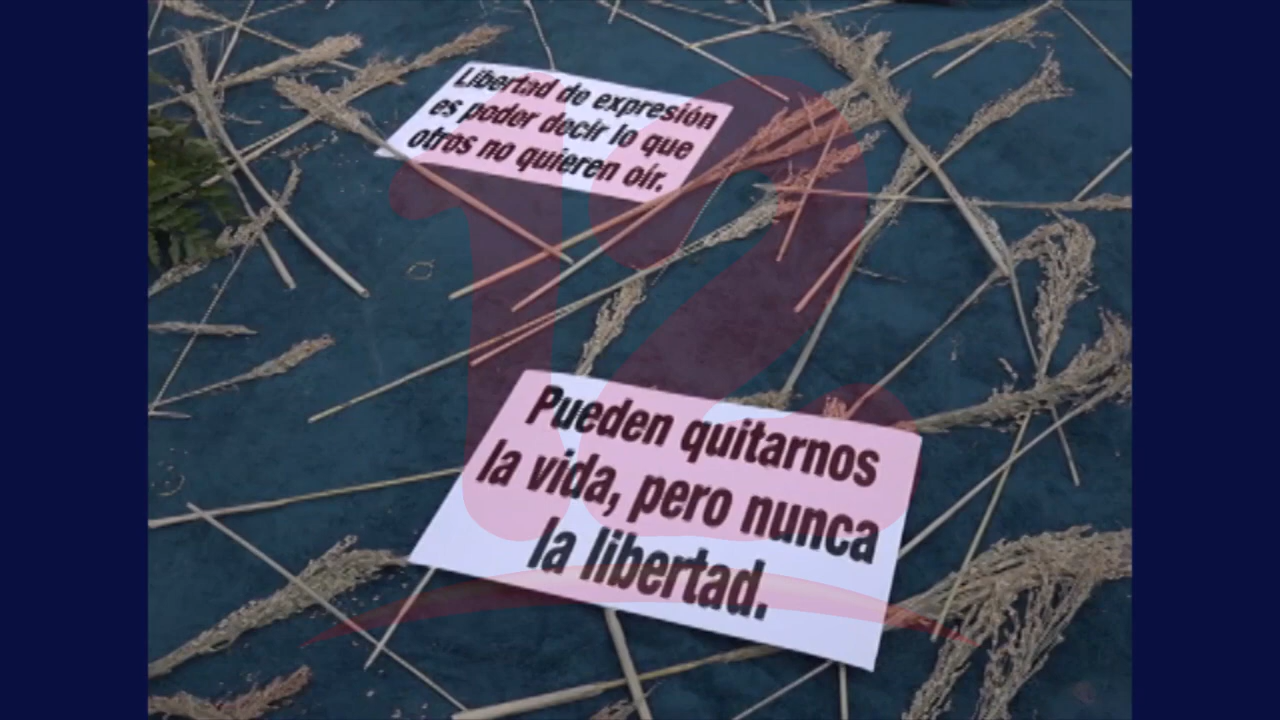 Libertad de expresión
es poder decir lo que
otros no quieren oír.
12
Pueden quitarnos
la vida, pero nunca
la libertad.